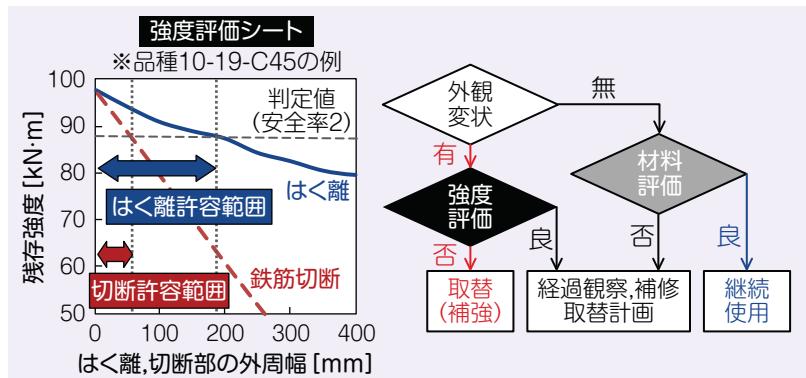 強度評価シート
※品種10-19-C45の例
残存強度 [kN·m]
100
90
80
70
60
50
判定値
(安全率2)
はく離
はく離許容範囲
鉄筋切断
切断許容範囲
0
100
200
300
400
はく離,切断部の外周幅 [mm]
外観
変状
無
有
材料
評価
強度
評価
否
良
否
良
取替
(補強)
経過観察,補修
取替計画
継続
使用